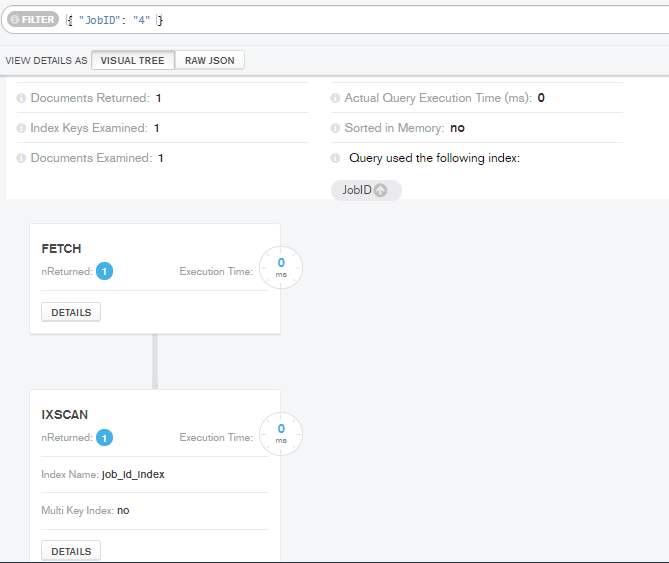 FILTER { "JobID": "4" }
VIEW DETAILS AS VISUAL TREE RAW JSON
Documents Returned: 1 Actual Query Execution Time (ms): 0
Index Keys Examined: 1 Sorted in Memory: no
Documents Examined: 1 Query used the following index:
JobID
FETCH
nReturned: 1 Execution Time: 0 ms
DETAILS
IXSCAN
nReturned: 1 Execution Time: 0 ms
Index Name: job_id_index
Multi Key Index: no
DETAILS